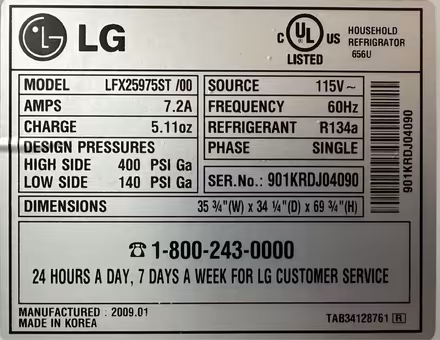 LG
C UL US
LISTED
HOUSEHOLD
REFRIGRATOR
656U
MODEL LFX25975ST /00
AMPS 7.2A
CHARGE 5.11oz
DESIGN PRESSURES
HIGH SIDE 400 PSI Ga
LOW SIDE 140 PSI Ga
SOURCE 115V~
FREQUENCY 60Hz
REFRIGERANT R134a
PHASE SINGLE
SER.No.: 901KRDJ04090
901KRDJ04090
DIMENSIONS 35 3/4"(W) x 34 1/4"(D) x 69 3/4"(H)
☎ 1-800-243-0000
24 HOURS A DAY, 7 DAYS A WEEK FOR LG CUSTOMER SERVICE
MANUFACTURED : 2009.01
MADE IN KOREA
TAB34128761 R